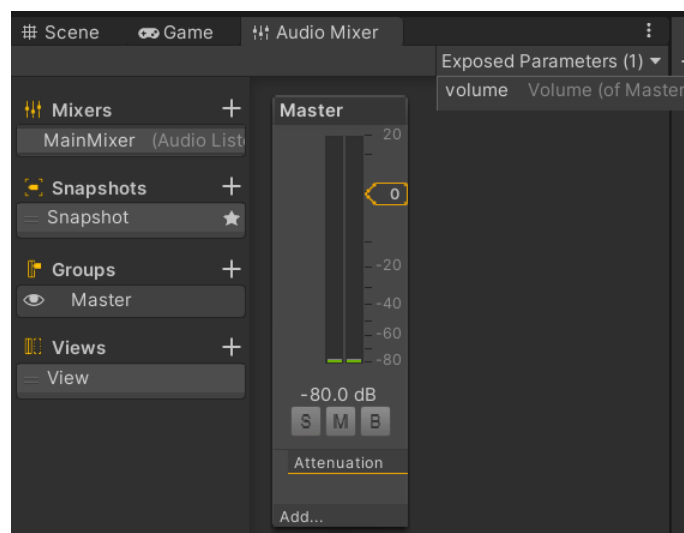 Scene Game Audio Mixer
Exposed Parameters (1)
volume Volume (of Master
Mixers
MainMixer (Audio List
Snapshots
Snapshot
Groups
Master
Views
View
Master
20
0
-20
-40
-60
-80
-80.0 dB
S M B
Attenuation
Add...